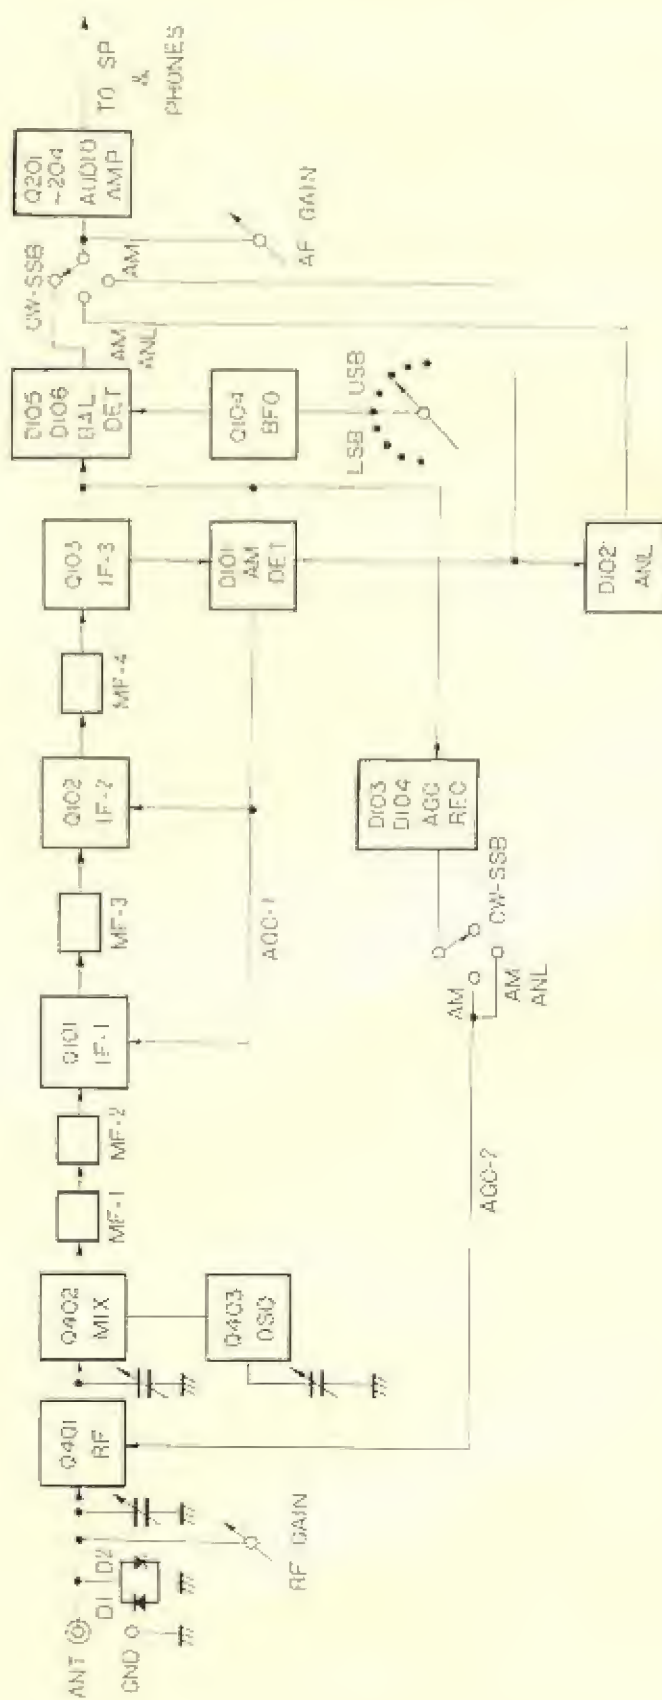 ANT
GND
D1 D2
RF GAIN
Q401
RF
Q402
MIX
Q403
OSC
MF-1
MF-2
Q101
IF-1
MF-3
Q102
IF-2
MF-4
Q103
IF-3
D101
AM
DET
AGC-1
AGC-2
D103
D104
AGC
REC
AM
AM
ANL
CW-SSB
D105
D106
BAL
DET
Q104
BFO
LSB
USB
D102
ANL
CW-SSB
AM
ANL
AM
AF GAIN
Q201
~204
AUDIO
AMP
TO SP
&
PHONES